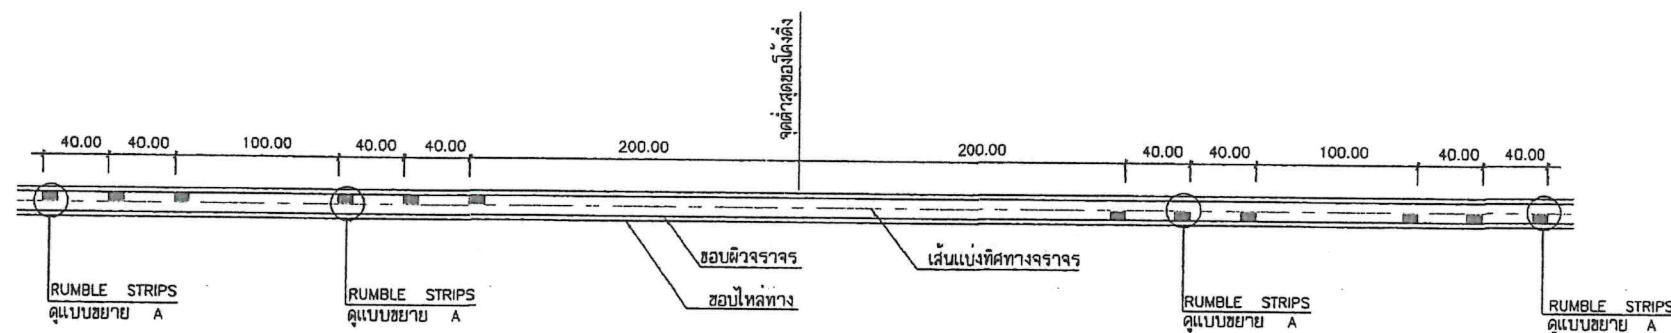 จุดต่ำสุดของโค้งดิ่ง
40.00 40.00 100.00 40.00 40.00 200.00 200.00 40.00 40.00 100.00 40.00 40.00
ขอบผิวจราจร
เส้นแบ่งทิศทางจราจร
ขอบไหล่ทาง
RUMBLE STRIPS
ดูแบบขยาย A
RUMBLE STRIPS
ดูแบบขยาย A
RUMBLE STRIPS
ดูแบบขยาย A
RUMBLE STRIPS
ดูแบบขยาย A